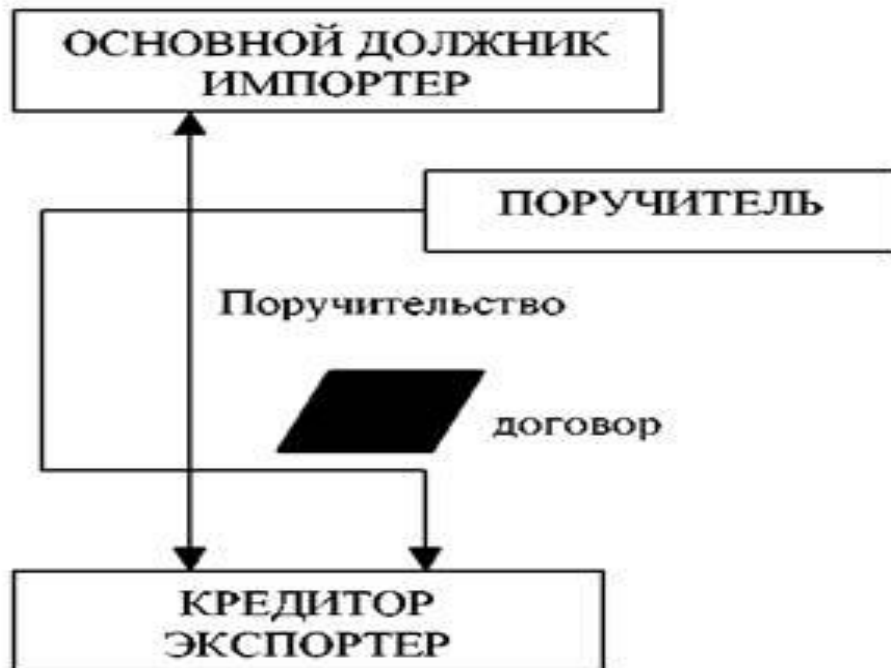 ОСНОВНОЙ ДОЛЖНИК
ИМПОРТЕР
ПОРУЧИТЕЛЬ
Поручительство
договор
КРЕДИТОР
ЭКСПОРТЕР